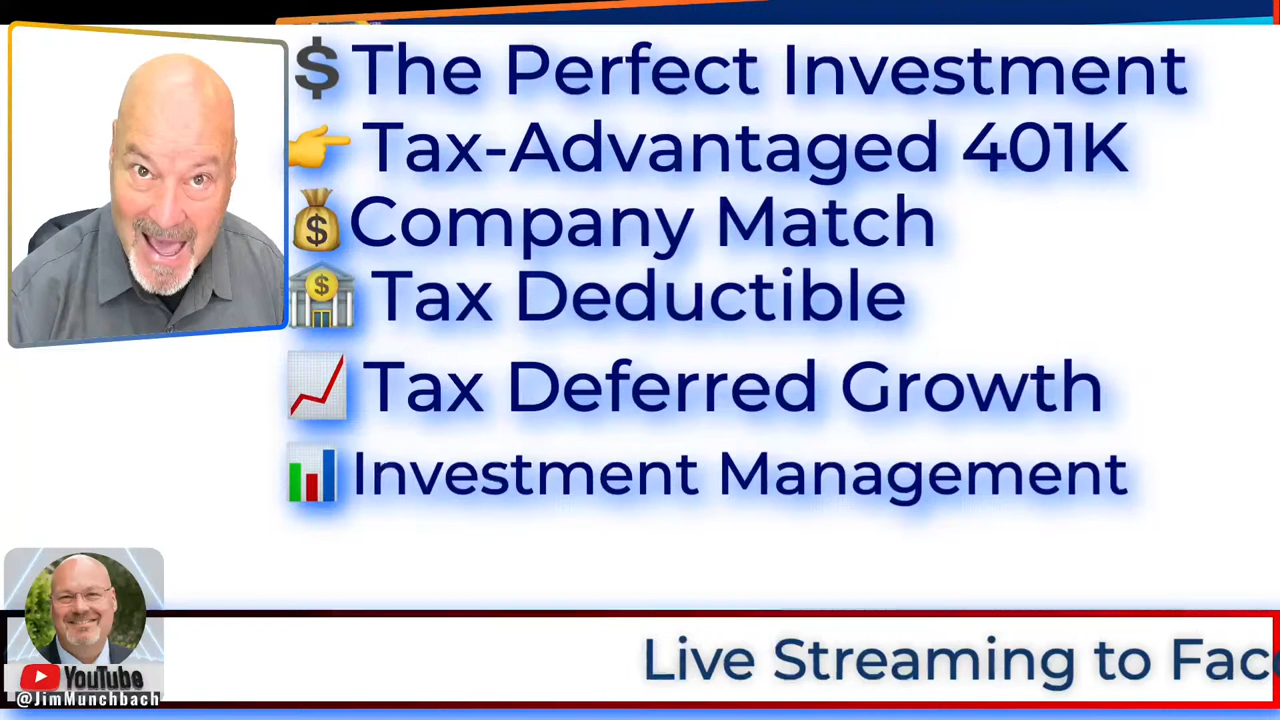 $The Perfect Investment
Tax-Advantaged 401K
Company Match
Tax Deductible
Tax Deferred Growth
Investment Management
Live Streaming to Fac
YouTube
@JimMunchbach